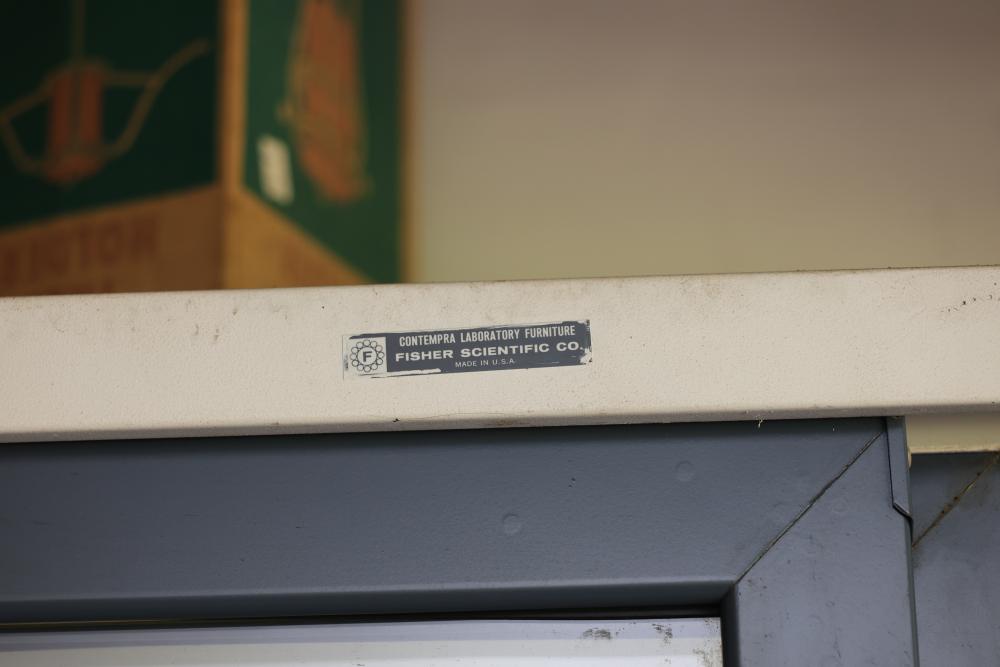 CONTEMPRA LABORATORY FURNITURE
F FISHER SCIENTIFIC CO.
MADE IN U.S.A.